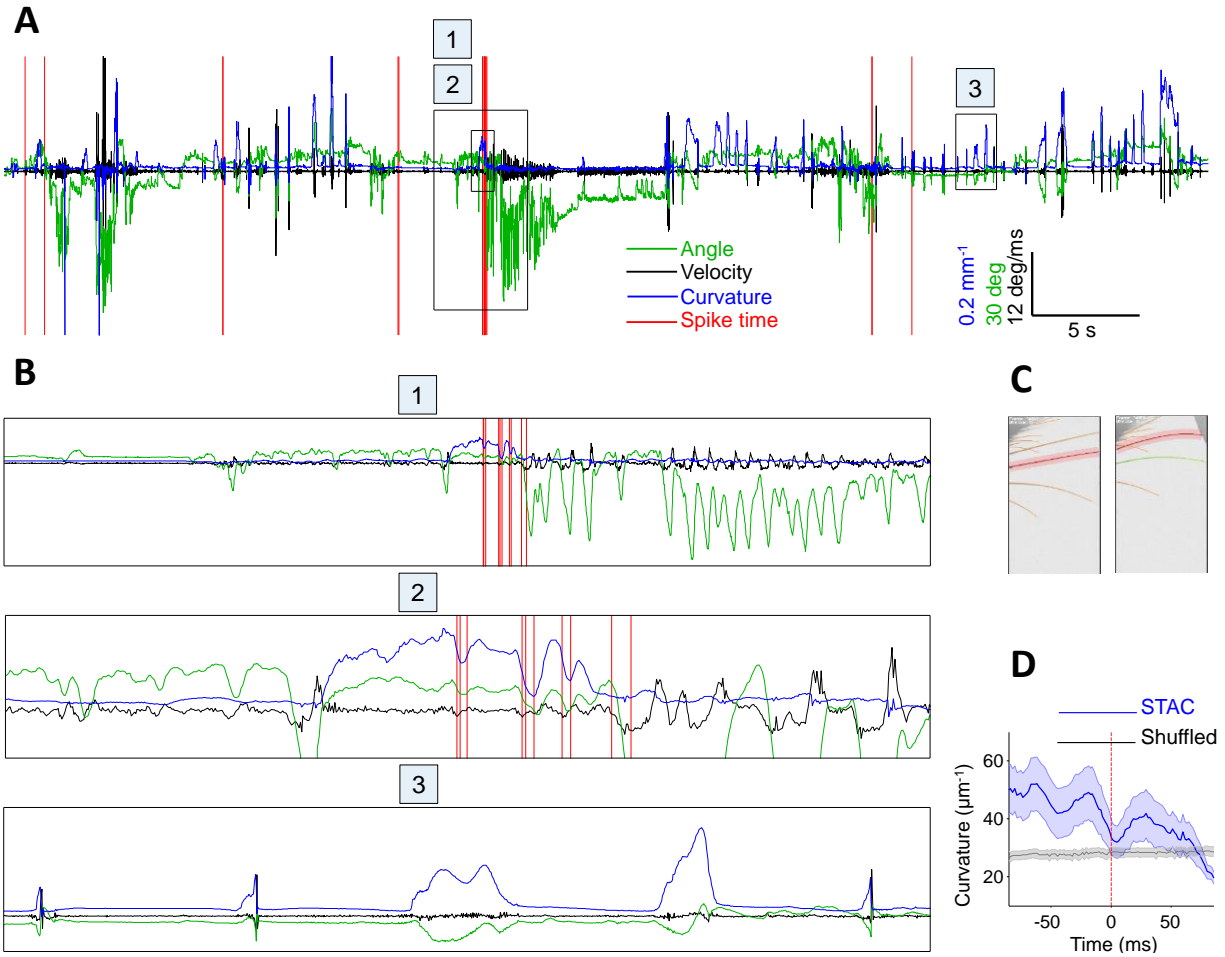 A
1
2
3
Angle
Velocity
Curvature
Spike time
0.2 mm-1
30 deg
12 deg/ms
5 s
B
1
2
3
C
D
STAC
Shuffled
60
40
20
Curvature (μm-1)
-50
0
50
Time (ms)